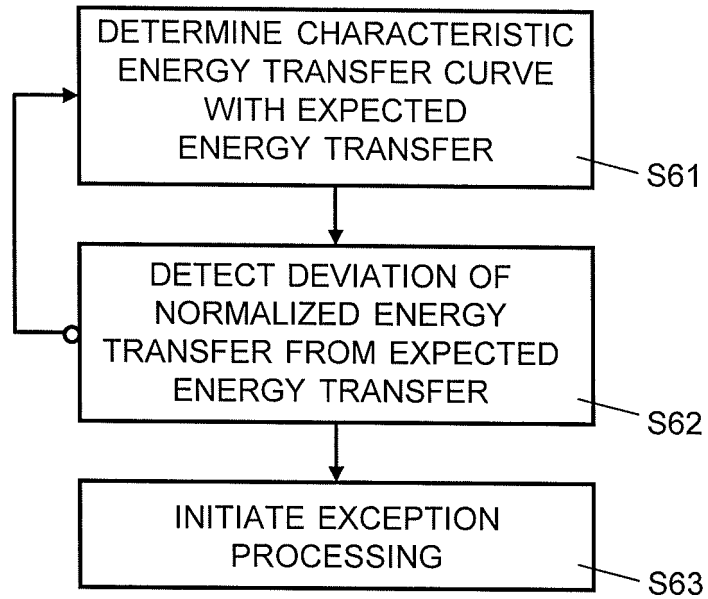 DETERMINE CHARACTERISTIC
ENERGY TRANSFER CURVE
WITH EXPECTED
ENERGY TRANSFER
S61
DETECT DEVIATION OF
NORMALIZED ENERGY
TRANSFER FROM EXPECTED
ENERGY TRANSFER
S62
INITIATE EXCEPTION
PROCESSING
S63